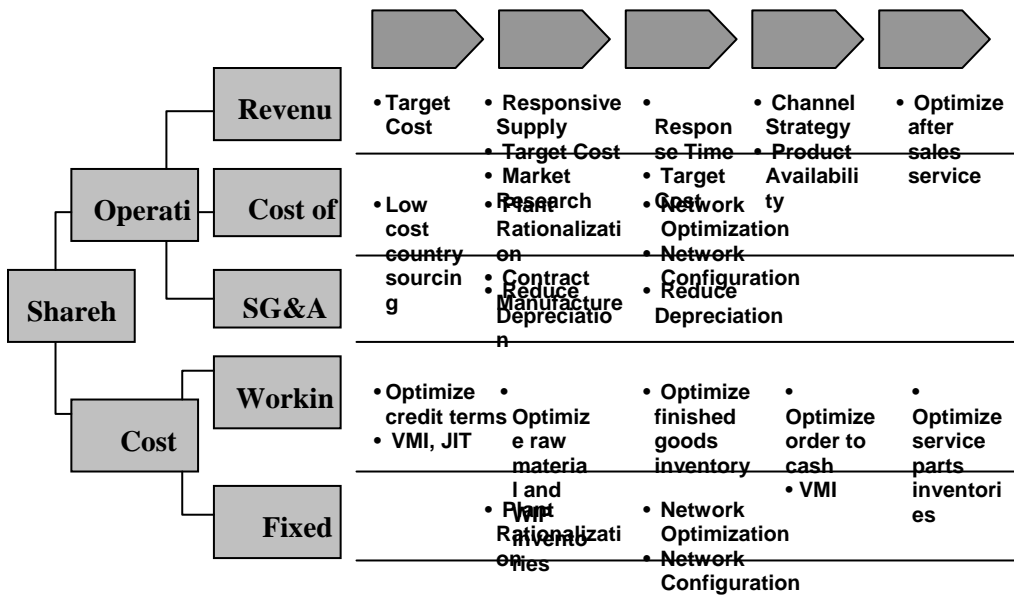 Revenu
Operati
Cost of
SG&A
Shareh
Workin
Cost
Fixed
• Target
Cost
• Responsive
Supply
• Target Cost
• Market
Research
•
Respon
se Time
• Target
Cost
• Channel
Strategy
• Product
Availabili
ty
• Optimize
after
sales
service
• Low
cost
country
sourcin
g
• Plant
Rationalizati
on
• Contract
Manufacture
• Network
Optimization
• Network
Configuration
• Reduce
Depreciatio
n
• Reduce
Depreciation
• Optimize
credit terms
• VMI, JIT
•
Optimiz
e raw
materia
l and
WIP
invento-
ries
• Optimize
finished
goods
inventory
•
Optimize
order to
cash
• VMI
•
Optimize
service
parts
inventori
es
• Plant
Rationalizati
on
• Network
Optimization
• Network
Configuration